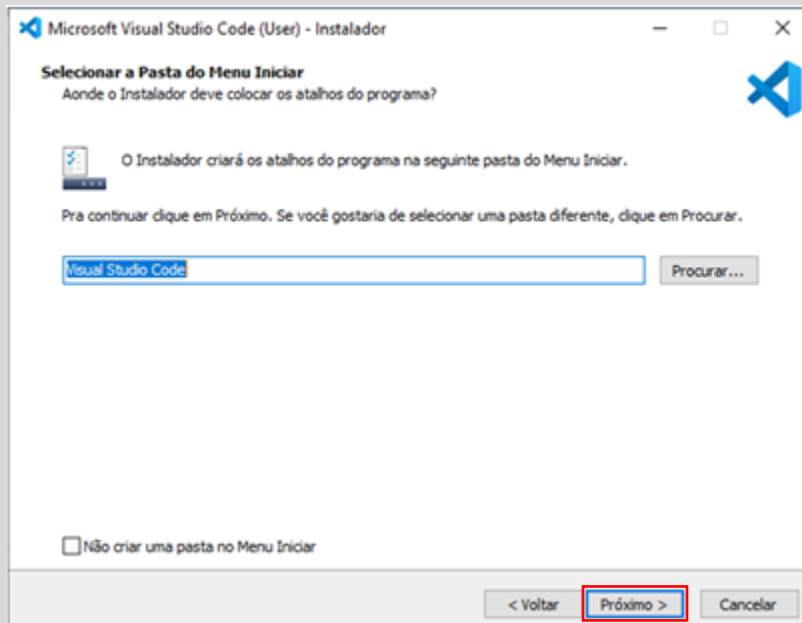 Microsoft Visual Studio Code (User) - Instalador
Selecionar a Pasta do Menu Iniciar
Aonde o Instalador deve colocar os atalhos do programa?
O Instalador criará os atalhos do programa na seguinte pasta do Menu Iniciar.
Pra continuar clique em Próximo. Se você gostaria de selecionar uma pasta diferente, clique em Procurar.
Visual Studio Code
Procurar...
Não criar uma pasta no Menu Iniciar
< Voltar
Próximo >
Cancelar